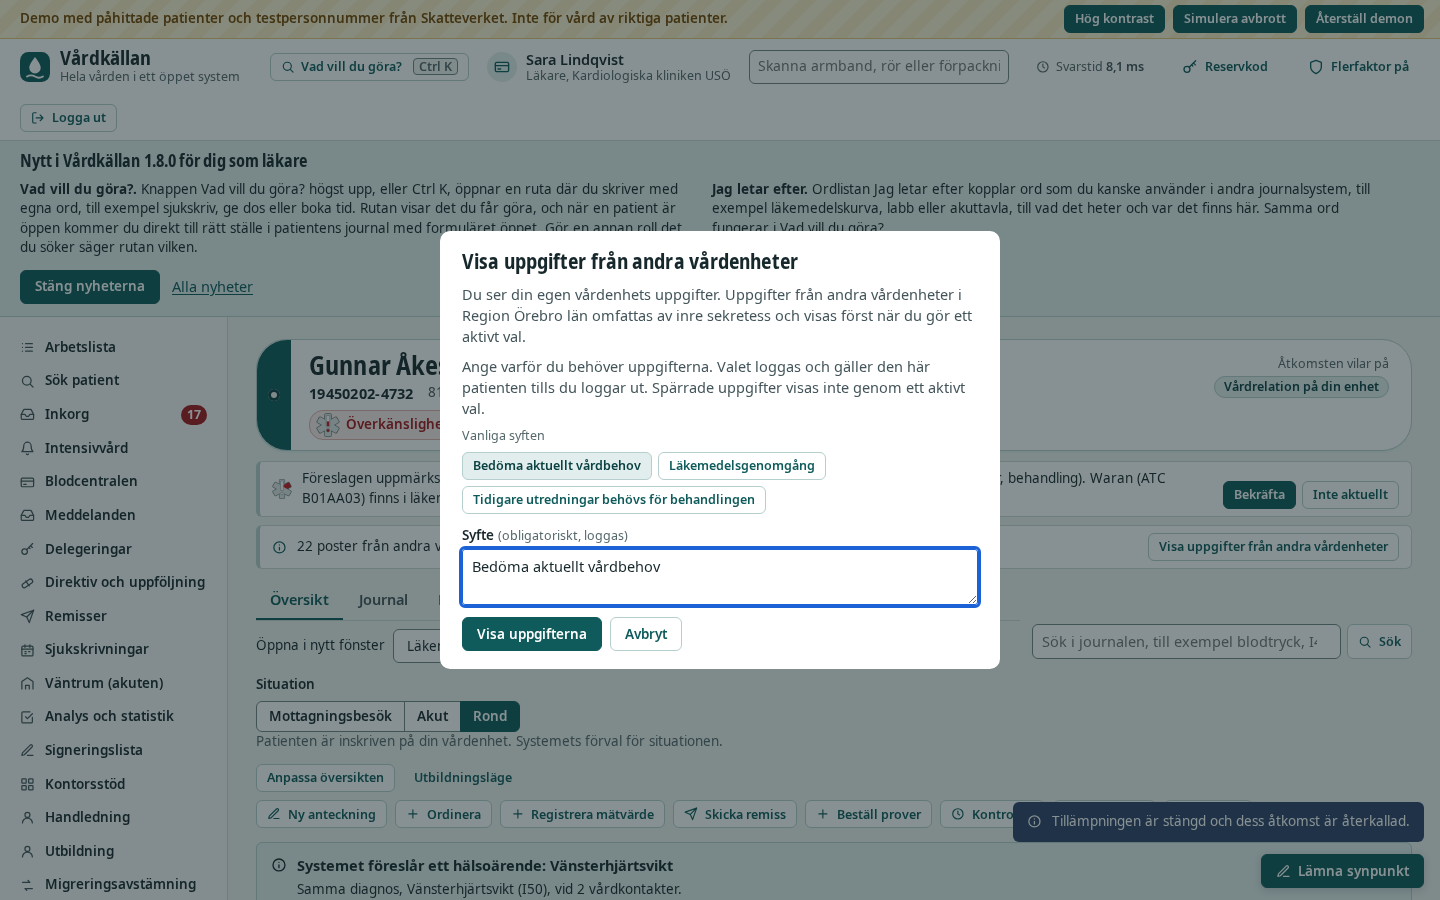 Demo med påhittade patienter och testpersonnummer från Skatteverket. Inte för vård av riktiga patienter.
Hög kontrast
Simulera avbrott
Återställ demon
Vårdkällan
Hela vården i ett öppet system
Vad vill du göra? Ctrl K
Sara Lindqvist
Läkare, Kardiologiska kliniken USÖ
Skanna armband, rör eller förpackni
Svarstid 8,1 ms
Reservkod
Flerfaktor på
Logga ut
Nytt i Vårdkällan 1.8.0 för dig som läkare
Vad vill du göra?. Knappen Vad vill du göra? högst upp, eller Ctrl K, öppnar en ruta där du skriver med
egna ord, till exempel sjukskriv, ge dos eller boka tid. Rutan visar det du får göra, och när en patient är
öppen kommer du direkt till rätt ställe i patientens journal med formuläret öppet. Gör en annan roll det
du söker säger rutan vilken.
Jag letar efter. Ordlistan Jag letar efter kopplar ord som du kanske använder i andra journalsystem, till
exempel läkemedelskurva, labb eller akuttavla, till vad det heter och var det finns här. Samma ord
fungerar i Vad vill du göra?
Stäng nyheterna
Alla nyheter
Arbetslista
Sök patient
Inkorg 17
Intensivvård
Blodcentralen
Meddelanden
Delegeringar
Direktiv och uppföljning
Remisser
Sjukskrivningar
Väntrum (akuten)
Analys och statistik
Signeringslista
Kontorsstöd
Handledning
Utbildning
Migreringsavstämning
Gunnar Åkes
19450202-4732 81
Överkänslighe
Åtkomsten vilar på
Vårdrelation på din enhet
Föreslagen uppmärks
, behandling). Waran (ATC
B01AA03) finns i läker
Bekräfta
Inte aktuellt
22 poster från andra v
Visa uppgifter från andra vårdenheter
Översikt
Journal
Öppna i nytt fönster
Läken
Sök i journalen, till exempel blodtryck, I4
Sök
Situation
Mottagningsbesök
Akut
Rond
Patienten är inskriven på din vårdenhet. Systemets förval för situationen.
Anpassa översikten
Utbildningsläge
Ny anteckning
Ordinera
Registrera mätvärde
Skicka remiss
Beställ prover
Kontro
Systemet föreslår ett hälsoärende: Vänsterhjärtsvikt
Samma diagnos, Vänsterhjärtsvikt (I50), vid 2 vårdkontakter.
Visa uppgifter från andra vårdenheter
Du ser din egen vårdenhets uppgifter. Uppgifter från andra vårdenheter i
Region Örebro län omfattas av inre sekretess och visas först när du gör ett
aktivt val.
Ange varför du behöver uppgifterna. Valet loggas och gäller den här
patienten tills du loggar ut. Spärrade uppgifter visas inte genom ett aktivt
val.
Vanliga syften
Bedöma aktuellt vårdbehov
Läkemedelsgenomgång
Tidigare utredningar behövs för behandlingen
Syfte (obligatoriskt, loggas)
Bedöma aktuellt vårdbehov
Visa uppgifterna
Avbryt
Tillämpningen är stängd och dess åtkomst är återkallad.
Lämna synpunkt